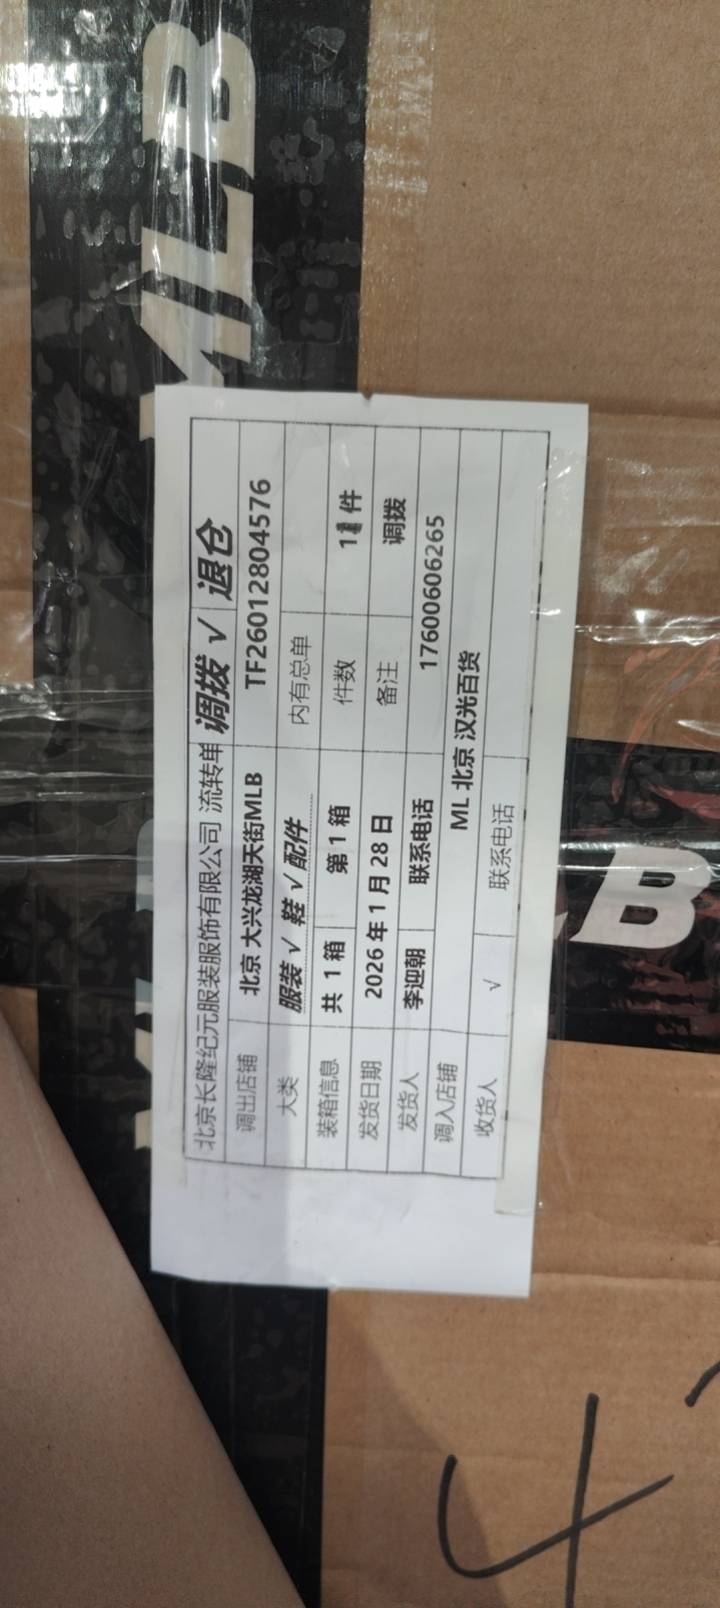 北京长隆纪元服装服饰有限公司 流转单 调拨 √ 退仓
调出店铺 北京 大兴龙湖天街MLB TF26012804576
大类 服装 √ 鞋 √ 配件 内有总单
装箱信息 共 1 箱 第 1 箱 件数 件
发货日期 2026 年 1 月 28 日 备注 调拨
发货人 李迎朝 联系电话 17600606265
调入店铺 ML 北京 汉光百货
收货人 √ 联系电话
MLB
LB
4